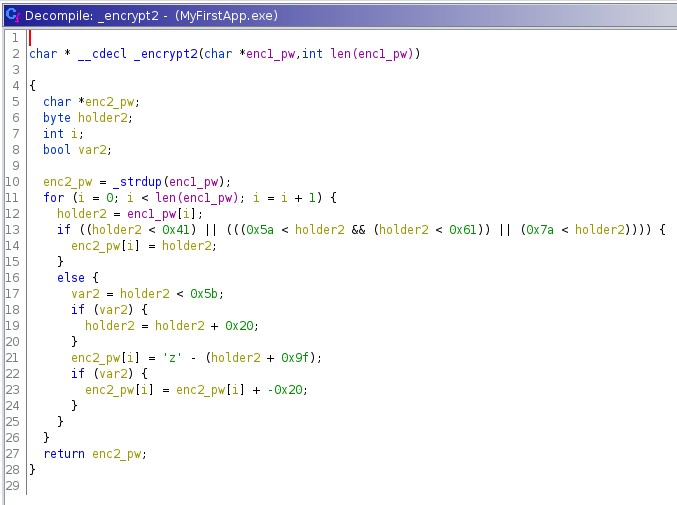 Decompile: _encrypt2 - (MyFirstApp.exe)
1
2 char * __cdecl _encrypt2(char *enc1_pw,int len(enc1_pw))
3
4 {
5   char *enc2_pw;
6   byte holder2;
7   int i;
8   bool var2;
9
10   enc2_pw = _strdup(enc1_pw);
11   for (i = 0; i < len(enc1_pw); i = i + 1) {
12     holder2 = enc1_pw[i];
13     if ((holder2 < 0x41) || (((0x5a < holder2 && (holder2 < 0x61)) || (0x7a < holder2)))) {
14       enc2_pw[i] = holder2;
15     }
16     else {
17       var2 = holder2 < 0x5b;
18       if (var2) {
19         holder2 = holder2 + 0x20;
20       }
21       enc2_pw[i] = 'z' - (holder2 + 0x9f);
22       if (var2) {
23         enc2_pw[i] = enc2_pw[i] + -0x20;
24       }
25     }
26   }
27   return enc2_pw;
28 }
29